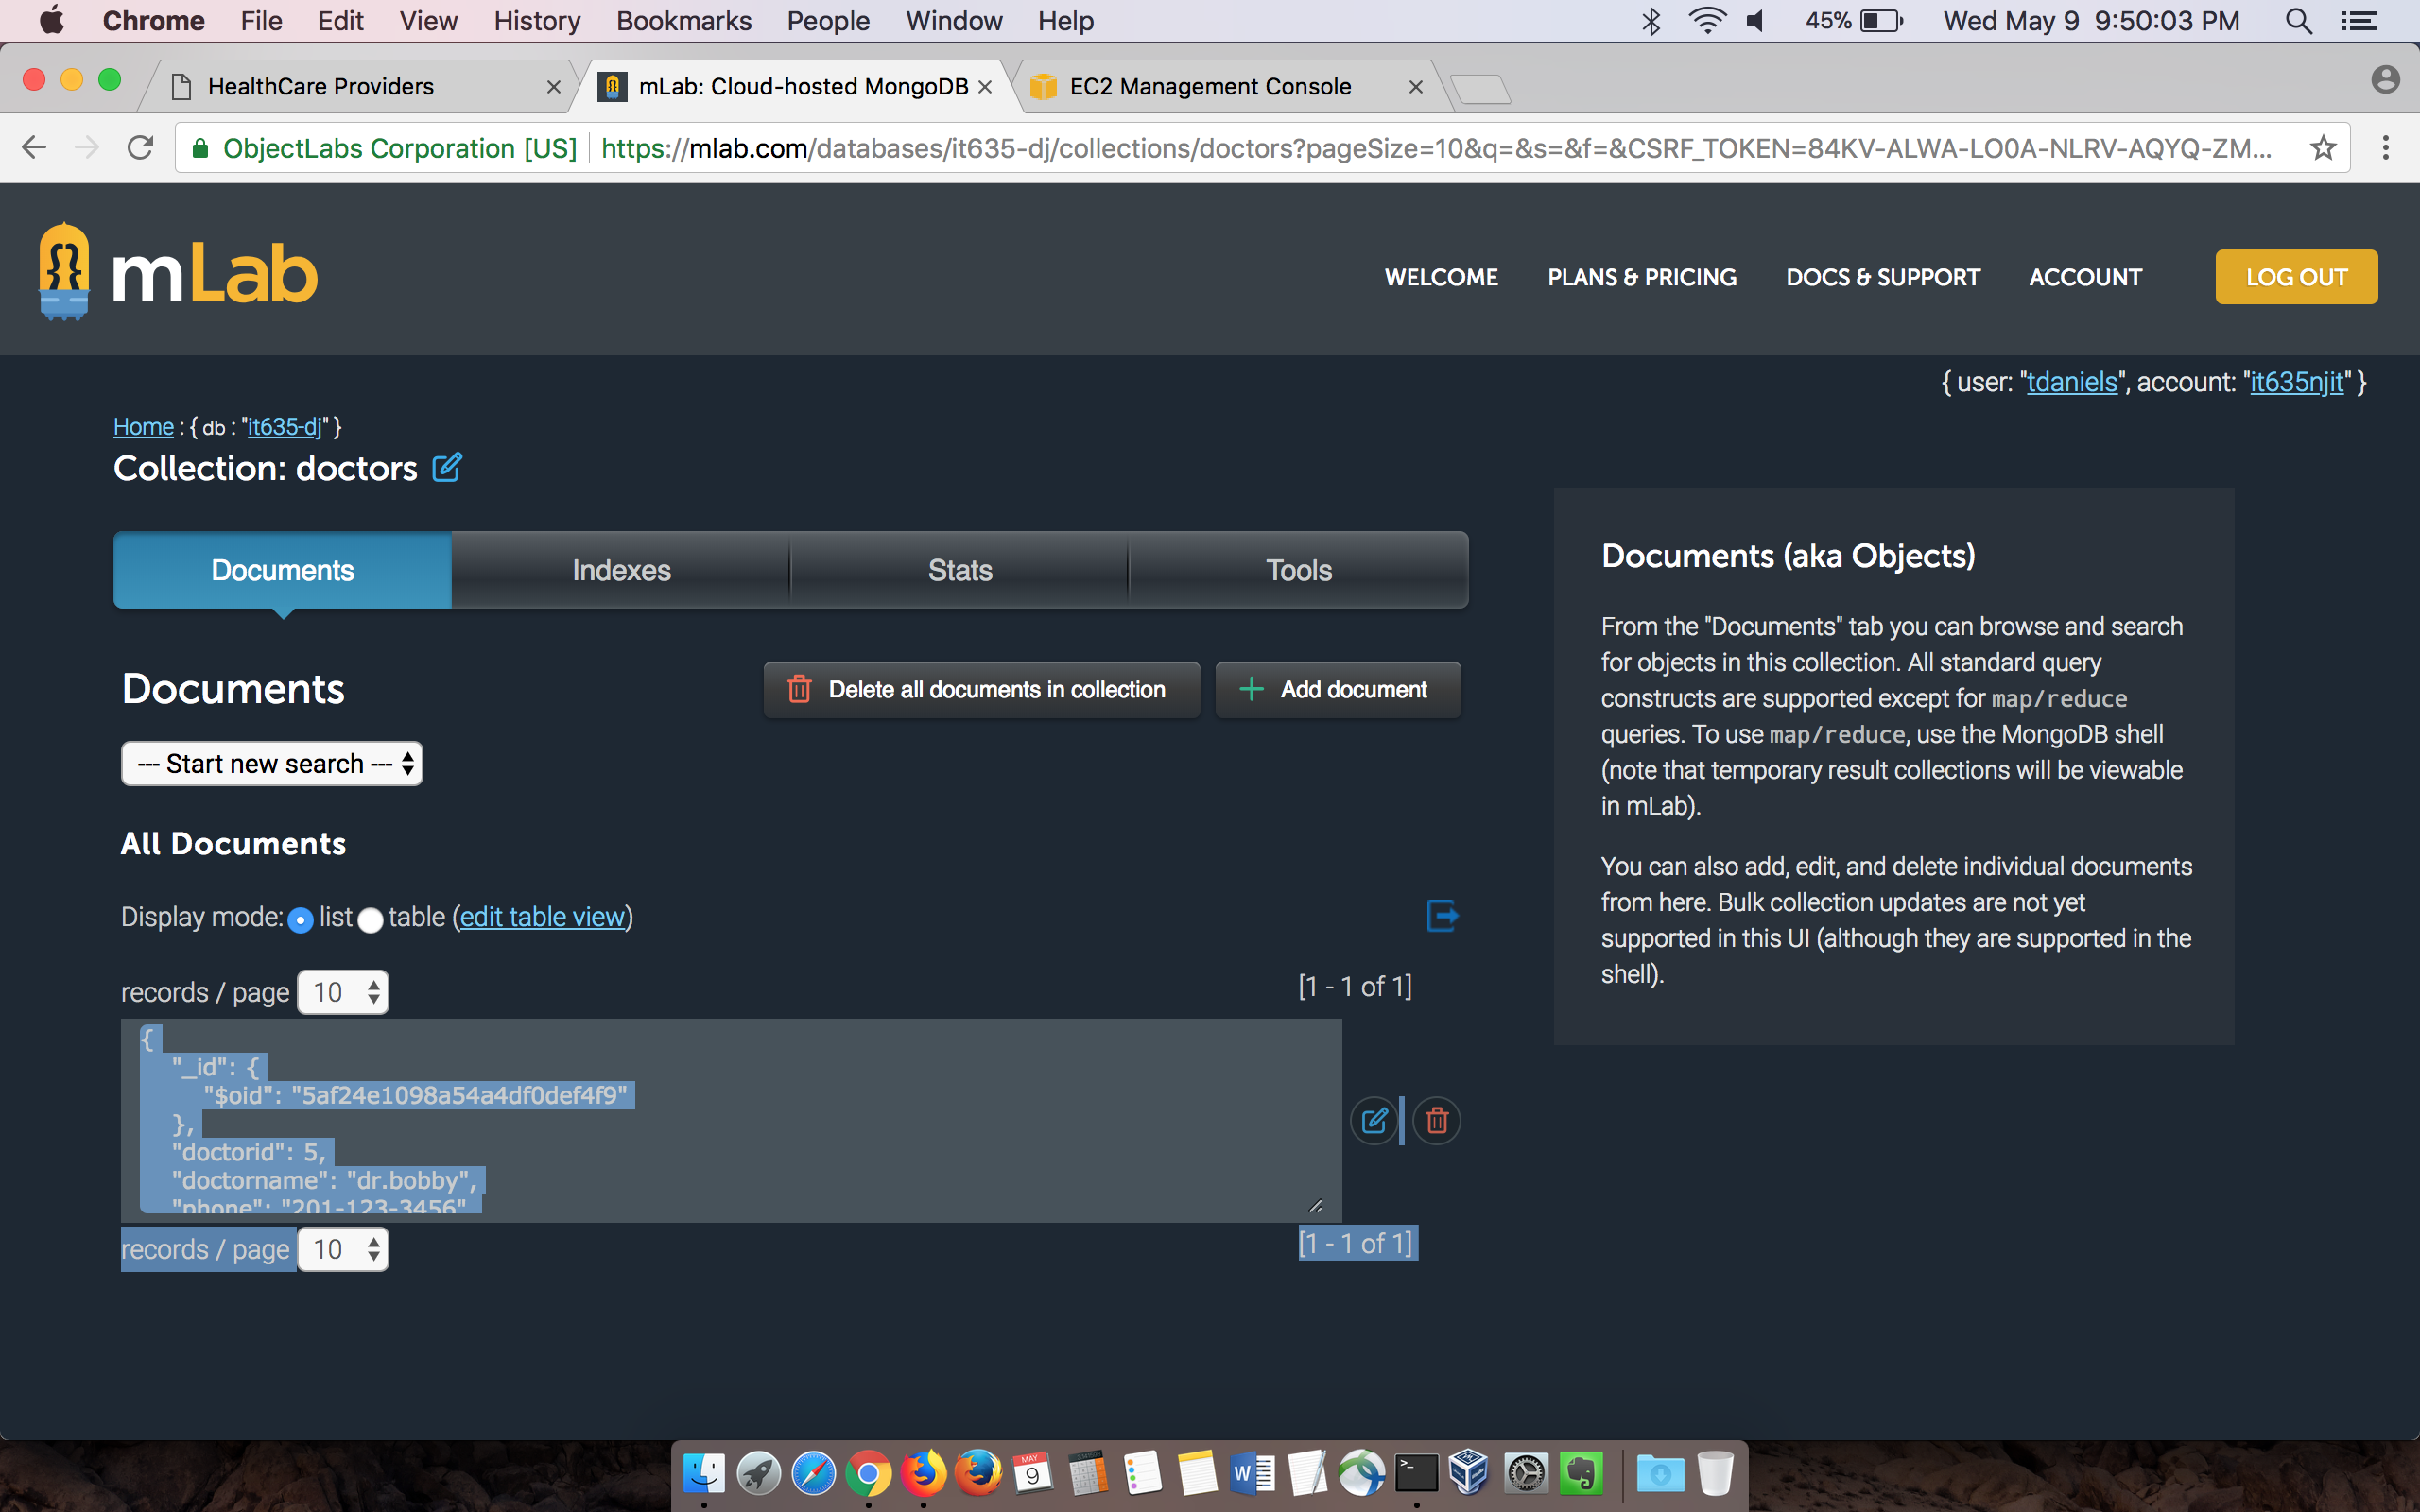 Chrome File Edit View History Bookmarks People Window Help 45% Wed May 9 9:50:03 PM
HealthCare Providers mLab: Cloud-hosted MongoDB EC2 Management Console
ObjectLabs Corporation [US] https://mlab.com/databases/it635-dj/collections/doctors?pageSize=10&q=&s=&f=&CSRF_TOKEN=84KV-ALWA-LO0A-NLRV-AQYQ-ZM...
mLab WELCOME PLANS & PRICING DOCS & SUPPORT ACCOUNT LOG OUT
{ user: "tdaniels", account: "it635njit" }
Home : { db : "it635-dj" }
Collection: doctors
Documents Indexes Stats Tools
Documents
Delete all documents in collection
Add document
--- Start new search ---
All Documents
Display mode: list table (edit table view)
records / page 10 [1 - 1 of 1]
{
"_id": {
"$oid": "5af24e1098a54a4df0def4f9"
},
"doctorid": 5,
"doctorname": "dr.bobby",
"phone": "201-123-3456"
records / page 10 [1 - 1 of 1]
Documents (aka Objects)
From the "Documents" tab you can browse and search
for objects in this collection. All standard query
constructs are supported except for map/reduce
queries. To use map/reduce, use the MongoDB shell
(note that temporary result collections will be viewable
in mLab).
You can also add, edit, and delete individual documents
from here. Bulk collection updates are not yet
supported in this UI (although they are supported in the
shell).
MAY
9
W
>_